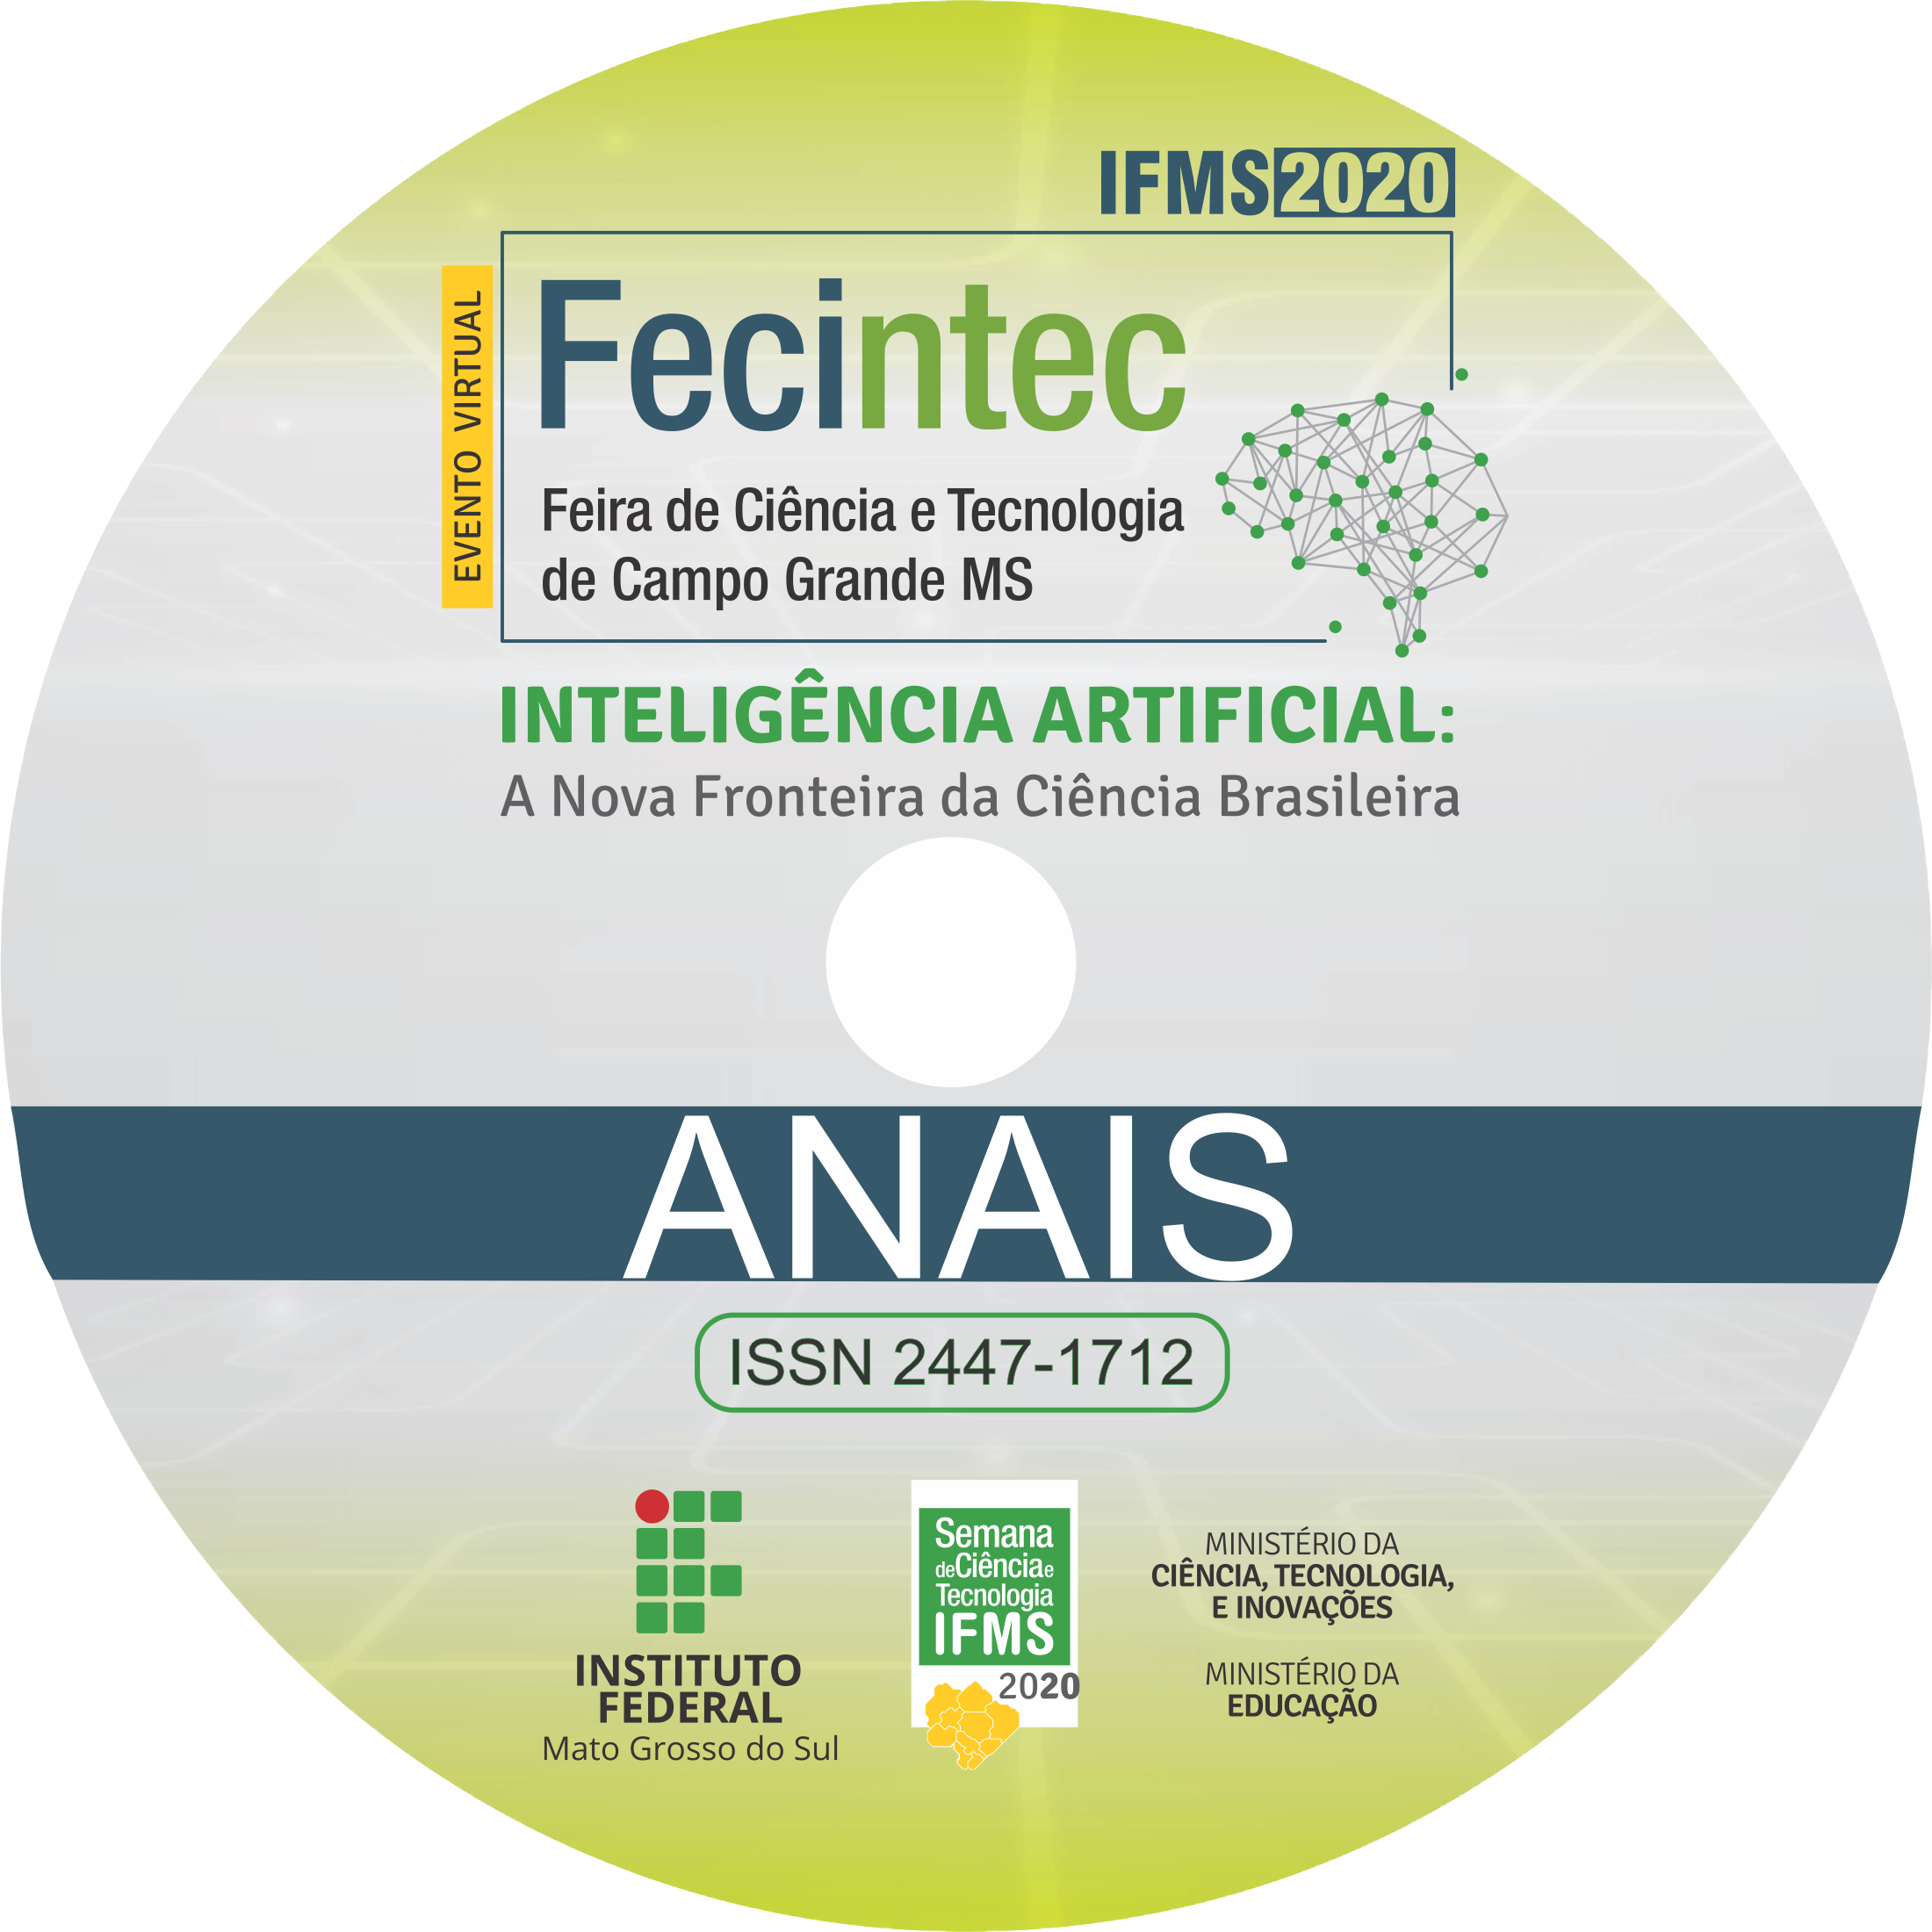 IFMS2020
EVENTO VIRTUAL
Fecintec
Feira de Ciência e Tecnologia
de Campo Grande MS
INTELIGÊNCIA ARTIFICIAL:
A Nova Fronteira da Ciência Brasileira
ANAIS
ISSN 2447-1712
INSTITUTO
FEDERAL
Mato Grosso do Sul
Semana
de Ciência e
Tecnologia
IFMS
2020
MINISTÉRIO DA
CIÊNCIA, TECNOLOGIA,
E INOVAÇÕES
MINISTÉRIO DA
EDUCAÇÃO